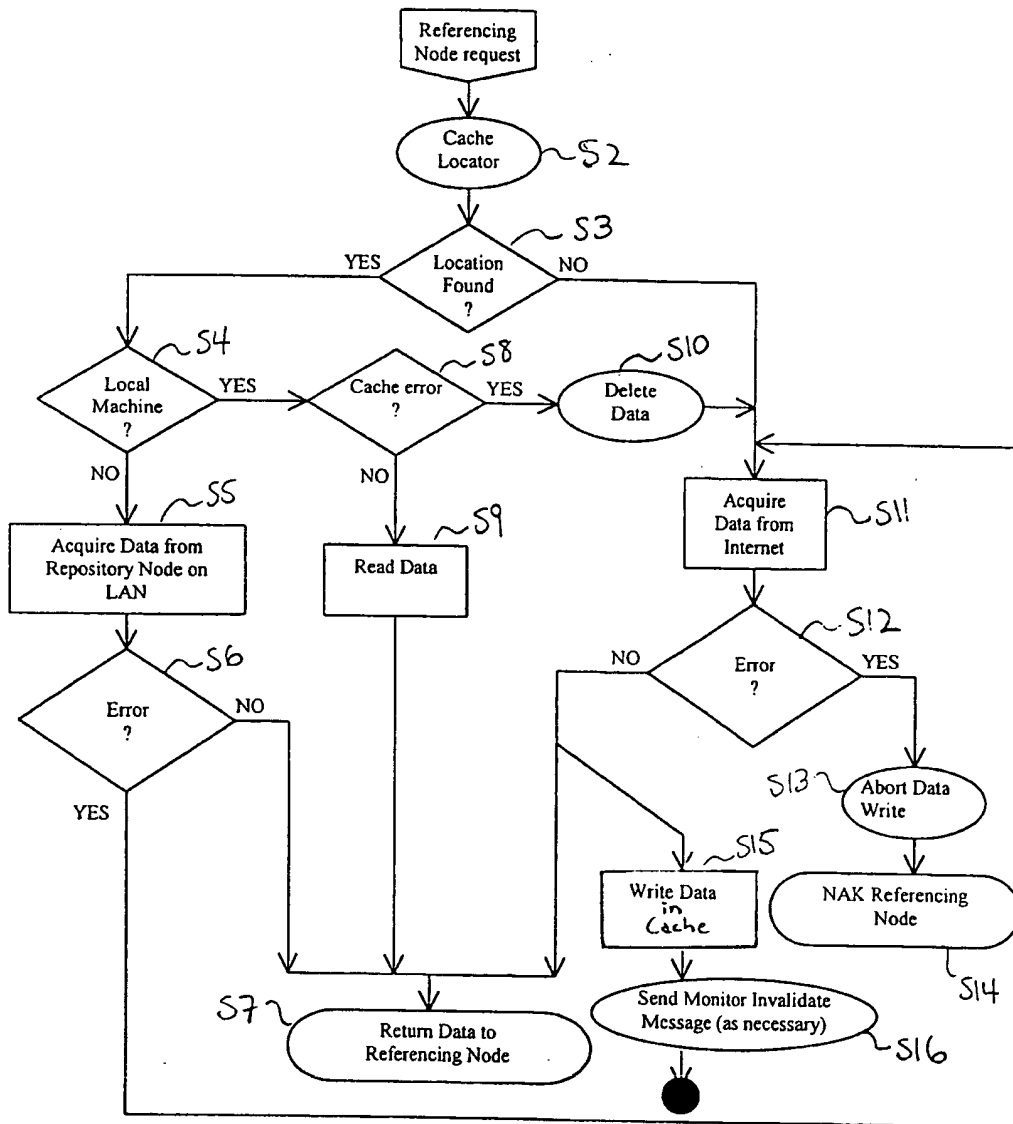 Referencing
Node request
Cache
Locator
S2
S3
YES
Location
Found
?
NO
S4
Local
Machine
?
YES
S8
Cache error
?
YES
S10
Delete
Data
NO
NO
S5
Acquire Data from
Repository Node on
LAN
S9
Read Data
Acquire
Data from
Internet
S11
S6
Error
?
NO
YES
S12
NO
Error
?
YES
S13
Abort Data
Write
S15
Write Data
in
Cache
NAK Referencing
Node
S14
S7
Return Data to
Referencing Node
Send Monitor Invalidate
Message (as necessary)
S16